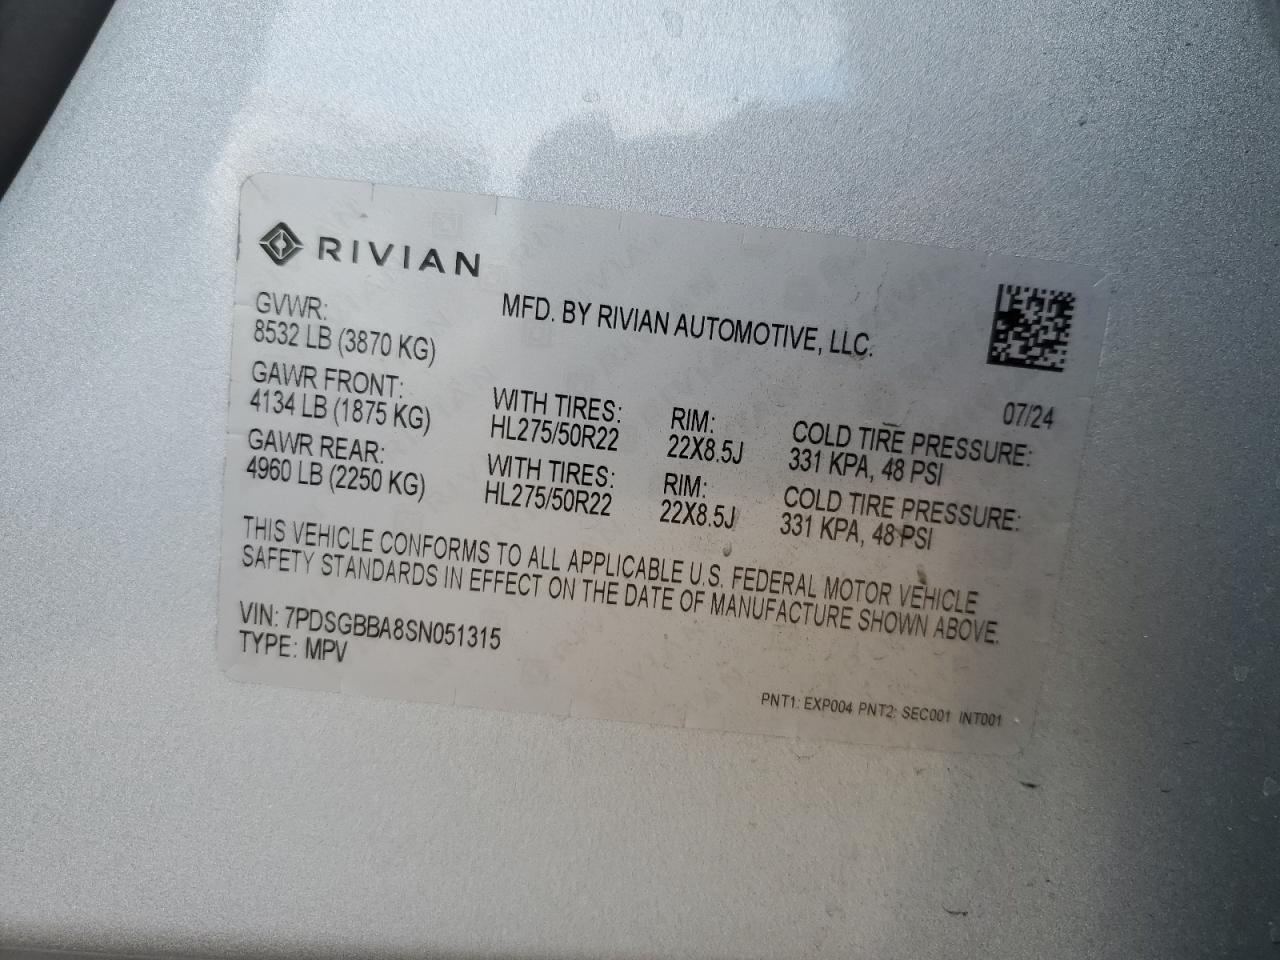 RIVIAN
MFD. BY RIVIAN AUTOMOTIVE, LLC.
07/24
GVWR:
8532 LB (3870 KG)
GAWR FRONT:
4134 LB (1875 KG)
WITH TIRES:
HL275/50R22
RIM:
22X8.5J
COLD TIRE PRESSURE:
331 KPA, 48 PSI
GAWR REAR:
4960 LB (2250 KG)
WITH TIRES:
HL275/50R22
RIM:
22X8.5J
COLD TIRE PRESSURE:
331 KPA, 48 PSI
THIS VEHICLE CONFORMS TO ALL APPLICABLE U.S. FEDERAL MOTOR VEHICLE
SAFETY STANDARDS IN EFFECT ON THE DATE OF MANUFACTURE SHOWN ABOVE.
VIN: 7PDSGBBA8SN051315
TYPE: MPV
PNT1: EXP004 PNT2: SEC001 INT001